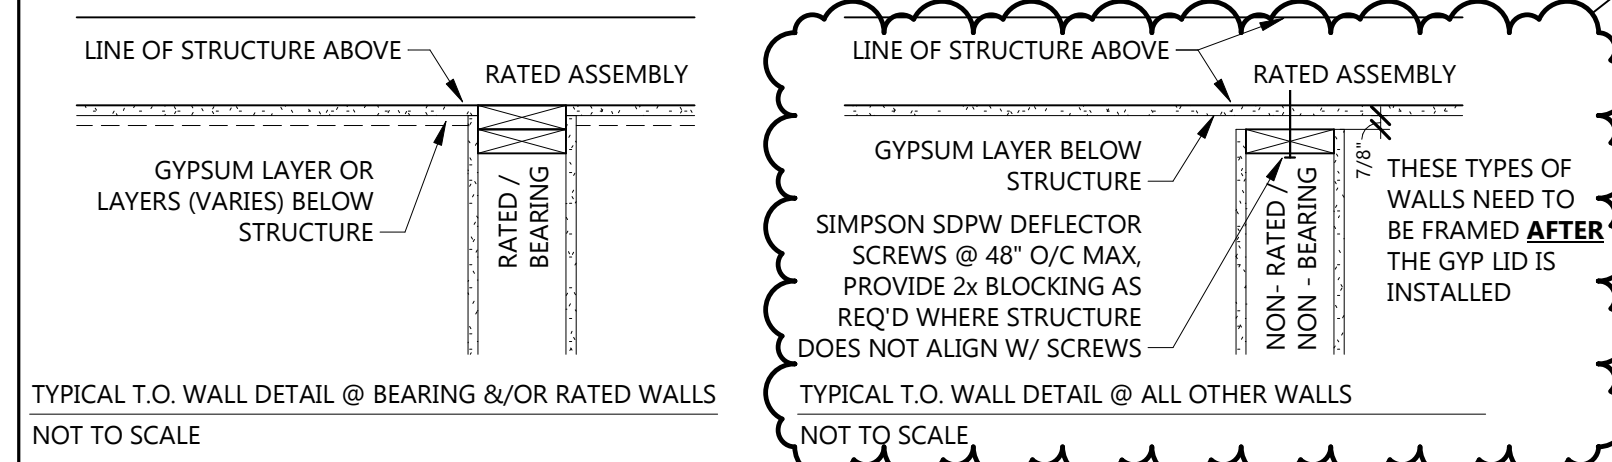 LINE OF STRUCTURE ABOVE
RATED ASSEMBLY
GYPSUM LAYER OR
LAYERS (VARIES) BELOW
STRUCTURE
RATED /
BEARING
TYPICAL T.O. WALL DETAIL @ BEARING &/OR RATED WALLS
NOT TO SCALE
LINE OF STRUCTURE ABOVE
RATED ASSEMBLY
GYPSUM LAYER BELOW
STRUCTURE
SIMPSON SDPW DEFLECTOR
SCREWS @ 48" O/C MAX,
PROVIDE 2x BLOCKING AS
REQ'D WHERE STRUCTURE
DOES NOT ALIGN W/ SCREWS
NON- RATED /
NON - BEARING
7/8"
THESE TYPES OF
WALLS NEED TO
BE FRAMED AFTER
THE GYP LID IS
INSTALLED
TYPICAL T.O. WALL DETAIL @ ALL OTHER WALLS
NOT TO SCALE